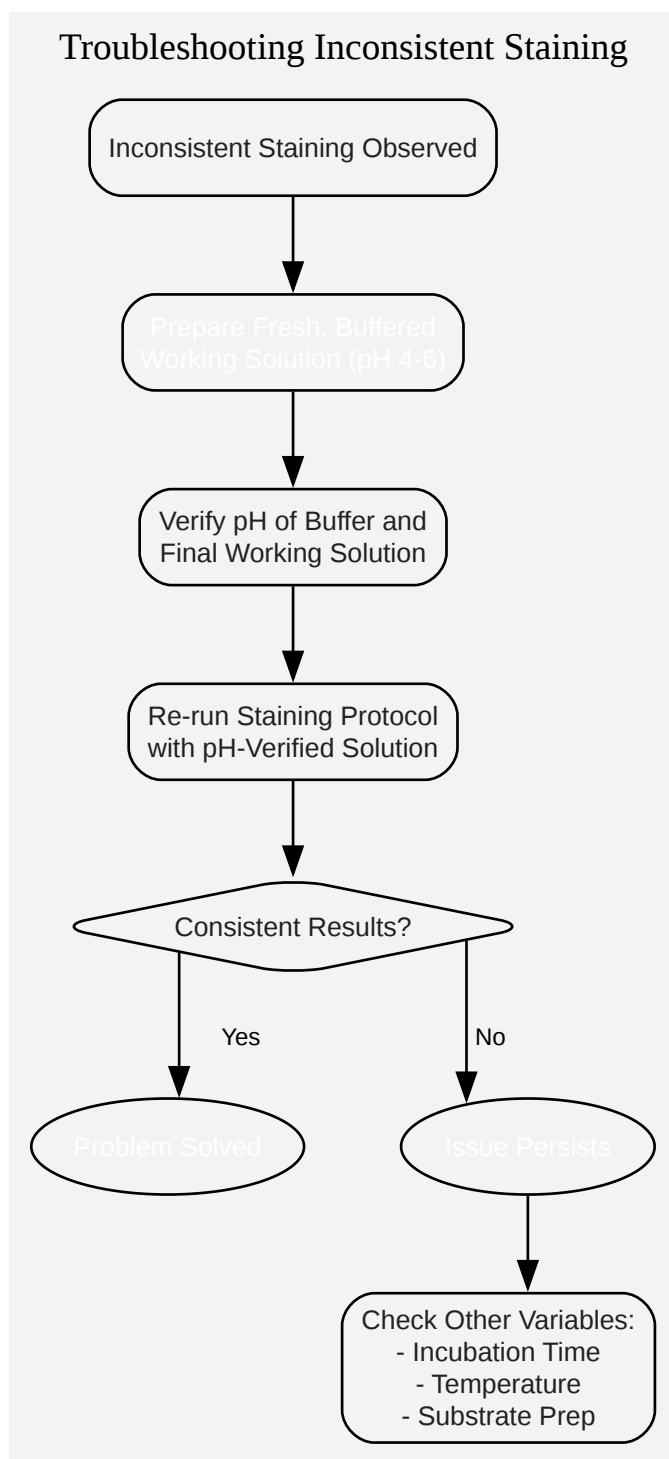 Troubleshooting Inconsistent Staining
Inconsistent Staining Observed
Prepare Fresh, Buffered
Working Solution (pH 4-6)
Verify pH of Buffer and
Final Working Solution
Re-run Staining Protocol
with pH-Verified Solution
Consistent Results?
Yes
No
Problem Solved
Issue Persists
Check Other Variables:
- Incubation Time
- Temperature
- Substrate Prep